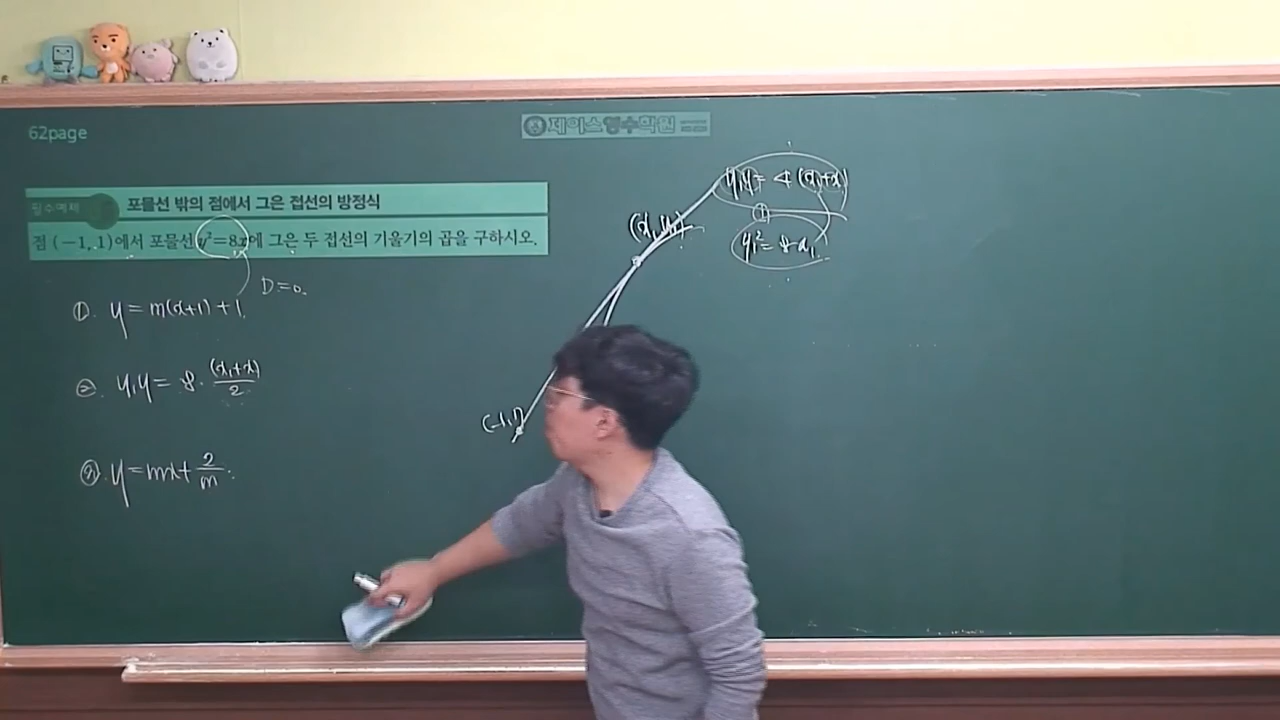 62page
제이스영수학원
필수예제
포물선 밖의 점에서 그은 접선의 방정식
점 (−1, 1)에서 포물선 y²=8x에 그은 두 접선의 기울기의 곱을 구하시오.
D=0.
①. y=m(x+1)+1.
②. y₁y=8·(x₁+x)/2
③. y=mx+2/m
(x₁, y₁)
(-1,1)
y₁y=4(x₁+x)
①
y₁²=8x₁